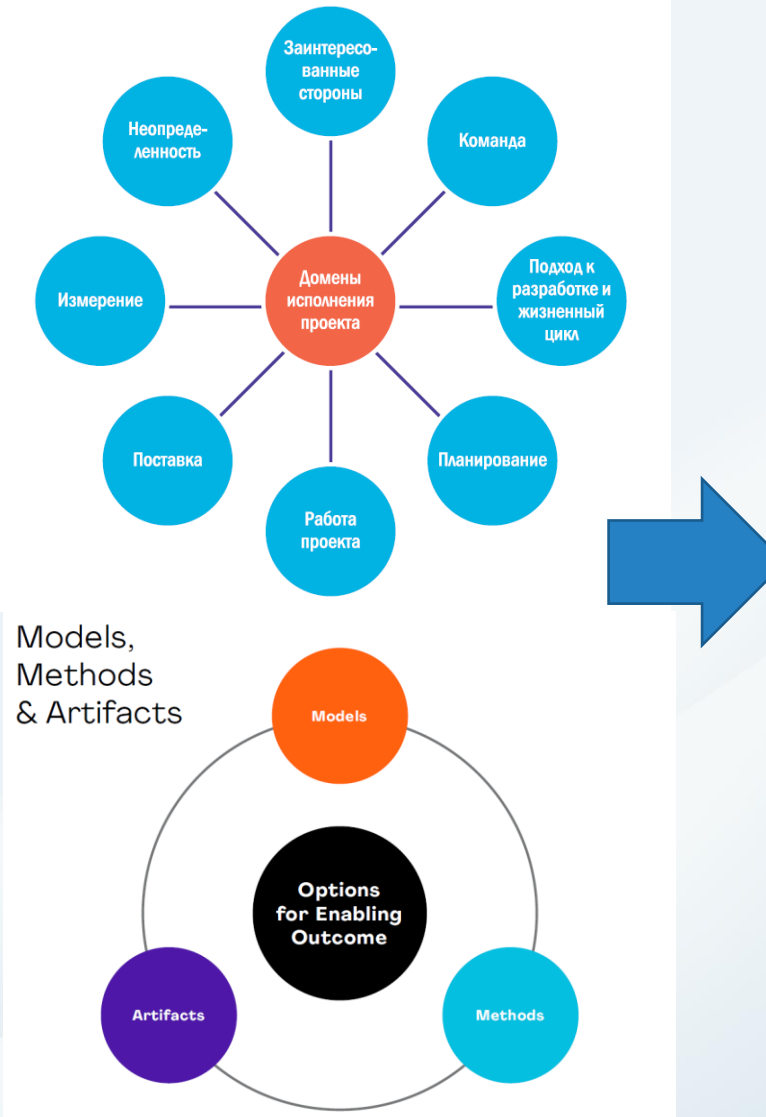 Заинтересо-
ванные
стороны
Неопреде-
ленность
Команда
Измерение
Домены
исполнения
проекта
Подход к
разработке и
жизненный
цикл
Поставка
Планирование
Работа
проекта
Models,
Methods
& Artifacts
Models
Options
for Enabling
Outcome
Artifacts
Methods